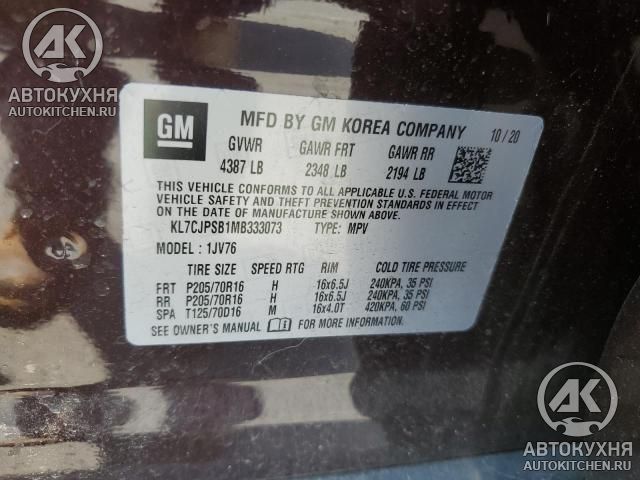 AK
АВТОКУХНЯ
AUTOKITCHEN.RU
GM
MFD BY GM KOREA COMPANY 10/20
GVWR GAWR FRT GAWR RR
4387 LB 2348 LB 2194 LB
THIS VEHICLE CONFORMS TO ALL APPLICABLE U.S. FEDERAL MOTOR
VEHICLE SAFETY AND THEFT PREVENTION STANDARDS IN EFFECT ON
THE DATE OF MANUFACTURE SHOWN ABOVE.
KL7CJPSB1MB333073 TYPE: MPV
MODEL: 1JV76
TIRE SIZE SPEED RTG RIM COLD TIRE PRESSURE
FRT P205/70R16 H 16x6.5J 240KPA, 35 PSI
RR P205/70R16 H 16x6.5J 240KPA, 35 PSI
SPA T125/70D16 M 16x4.0T 420KPA, 60 PSI
SEE OWNER'S MANUAL FOR MORE INFORMATION.
AK
АВТОКУХНЯ
AUTOKITCHEN.RU